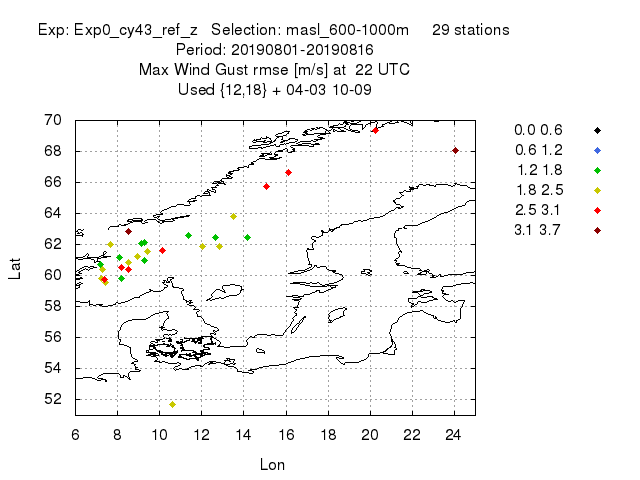 Exp: Exp0_cy43_ref_z Selection: masl_600-1000m 29 stations
Period: 20190801-20190816
Max Wind Gust rmse [m/s] at 22 UTC
Used {12,18} + 04-03 10-09
70
68
66
64
62
60
58
56
54
52
Lat
6 8 10 12 14 16 18 20 22 24
Lon
0.0 0.6
0.6 1.2
1.2 1.8
1.8 2.5
2.5 3.1
3.1 3.7